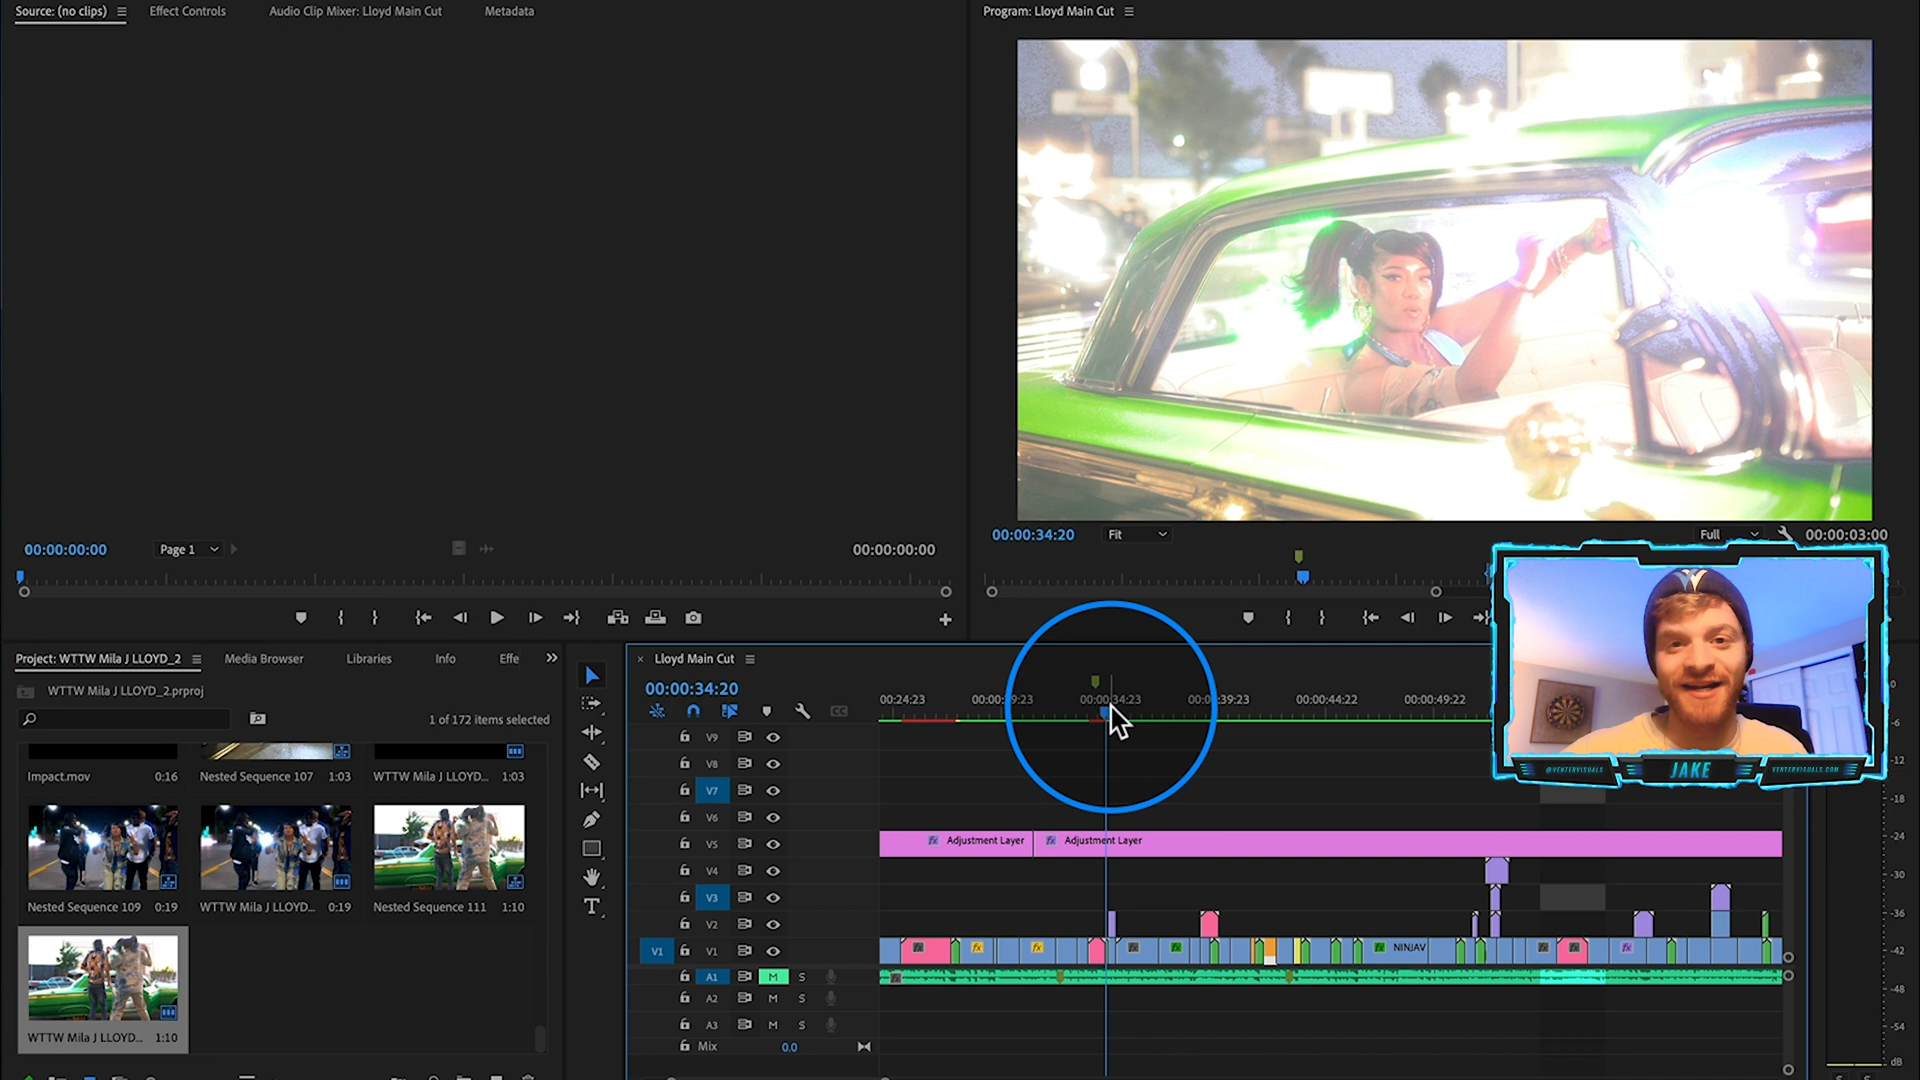 Source: (no clips)
Effect Controls
Audio Clip Mixer: Lloyd Main Cut
Metadata
Program: Lloyd Main Cut
00:00:00:00
Page 1
00:00:00:00
00:00:34:20
Fit
Full
00:00:03:00
Project: WTTW Mila J LLOYD_2
Media Browser
Libraries
Info
Effe
WTTW Mila J LLOYD_2.prproj
1 of 172 items selected
Impact.mov
0:16
Nested Sequence 107
1:03
WTTW Mila J LLOYD...
1:03
Nested Sequence 109
0:19
WTTW Mila J LLOYD...
0:19
Nested Sequence 111
1:10
WTTW Mila J LLOYD...
1:10
Lloyd Main Cut
00:00:34:20
00:24:23
00:00:29:23
00:00:34:23
00:00:39:23
00:00:44:22
00:00:49:22
V9
V8
V7
V6
V5
fx Adjustment Layer
fx Adjustment Layer
V4
V3
V2
V1
V1
NINJAV
A1
M
S
A2
M
S
A3
M
S
Mix
0.0
0
-6
-12
-18
-24
-30
-36
-42
-48
-54
dB
S
S
@VENTERVISUALS
JAKE
VENTERVISUALS.COM